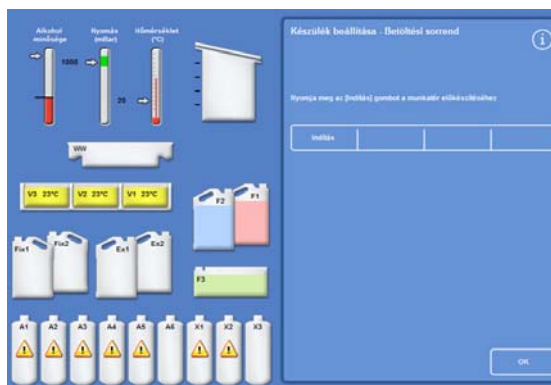 Alkohol minősége
Nyomás (mBar)
Hőmérséklet (°C)
1000
20
WW
V3 23°C
V2 23°C
V1 23°C
F2
F1
Fix1
Fix2
Ex1
Ex2
F3
A1
A2
A3
A4
A5
A6
X1
X2
X3
Készülék beállítása - Betöltési sorrend
Nyomja meg az [Indítás] gombot a munkatér előkészítéséhez
Indítás
OK